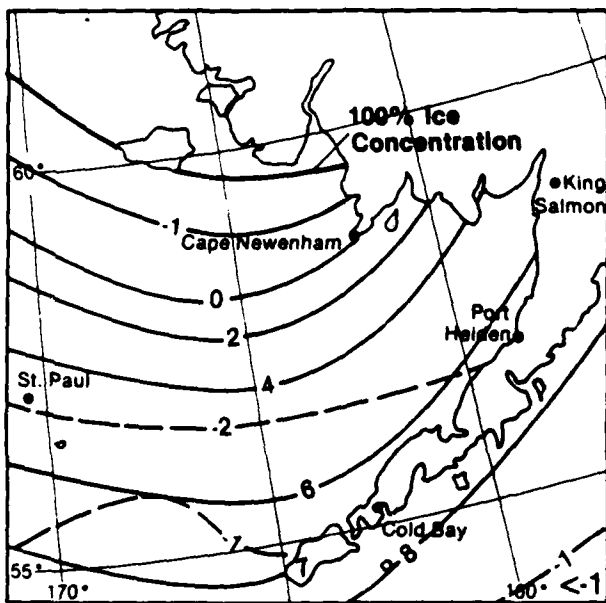 100% Ice
Concentration
60°
King
Salmon
-1
Cape Newenham
0
2
Port
Heiden
4
St. Paul
-2
6
-1
Cold Bay
8
-1
55°
170°
160°
<-1